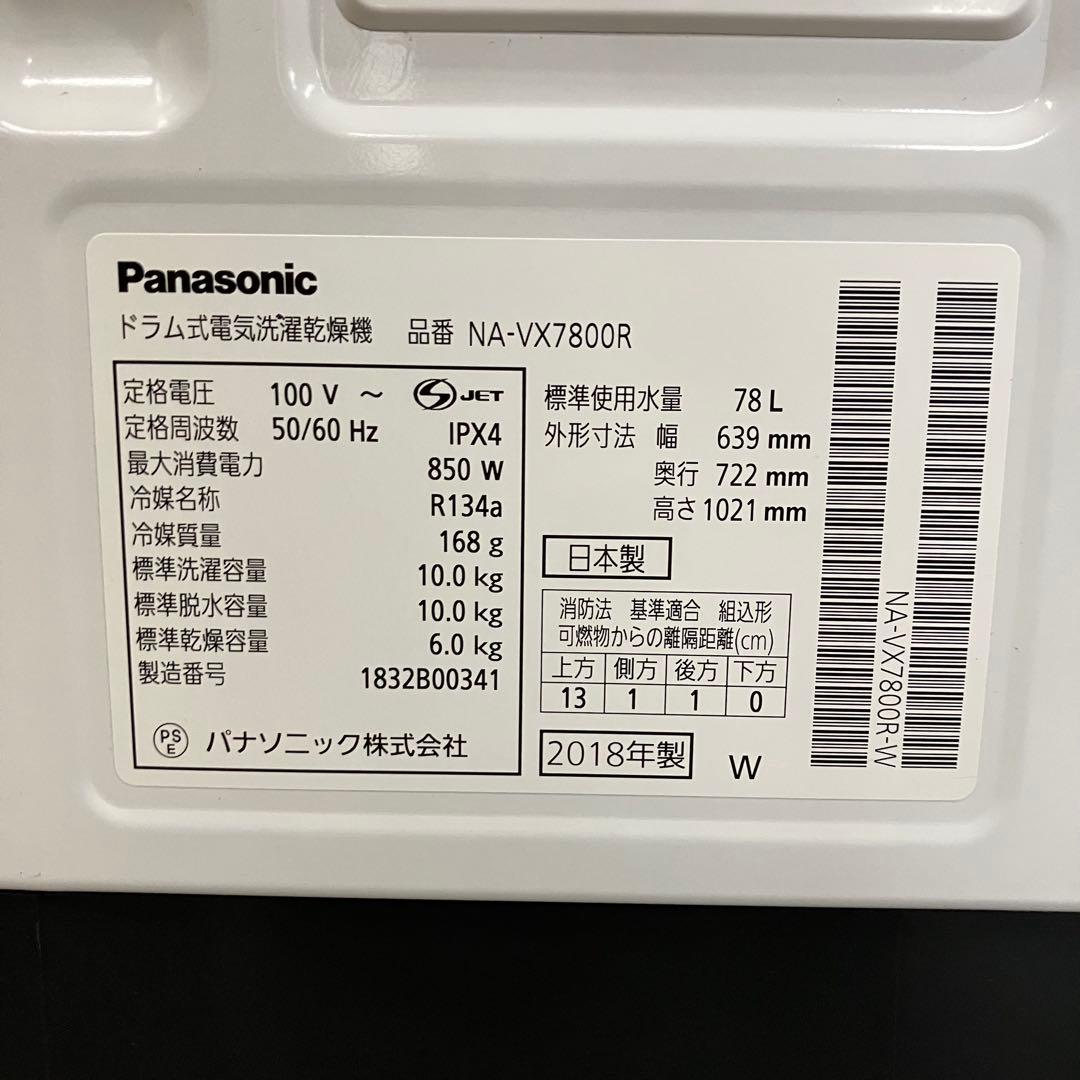 Panasonic
ドラム式電気洗濯乾燥機 品番 NA-VX7800R
定格電圧 100 V ～ S JET
定格周波数 50/60 Hz IPX4
最大消費電力 850 W
冷媒名称 R134a
冷媒質量 168 g
標準洗濯容量 10.0 kg
標準脱水容量 10.0 kg
標準乾燥容量 6.0 kg
製造番号 1832B00341
PS E パナソニック株式会社
標準使用水量 78 L
外形寸法 幅 639 mm
奥行 722 mm
高さ 1021 mm
日本製
消防法 基準適合 組込形
可燃物からの離隔距離(cm)
上方 側方 後方 下方
13 1 1 0
2018年製 W
NA-VX7800R-W